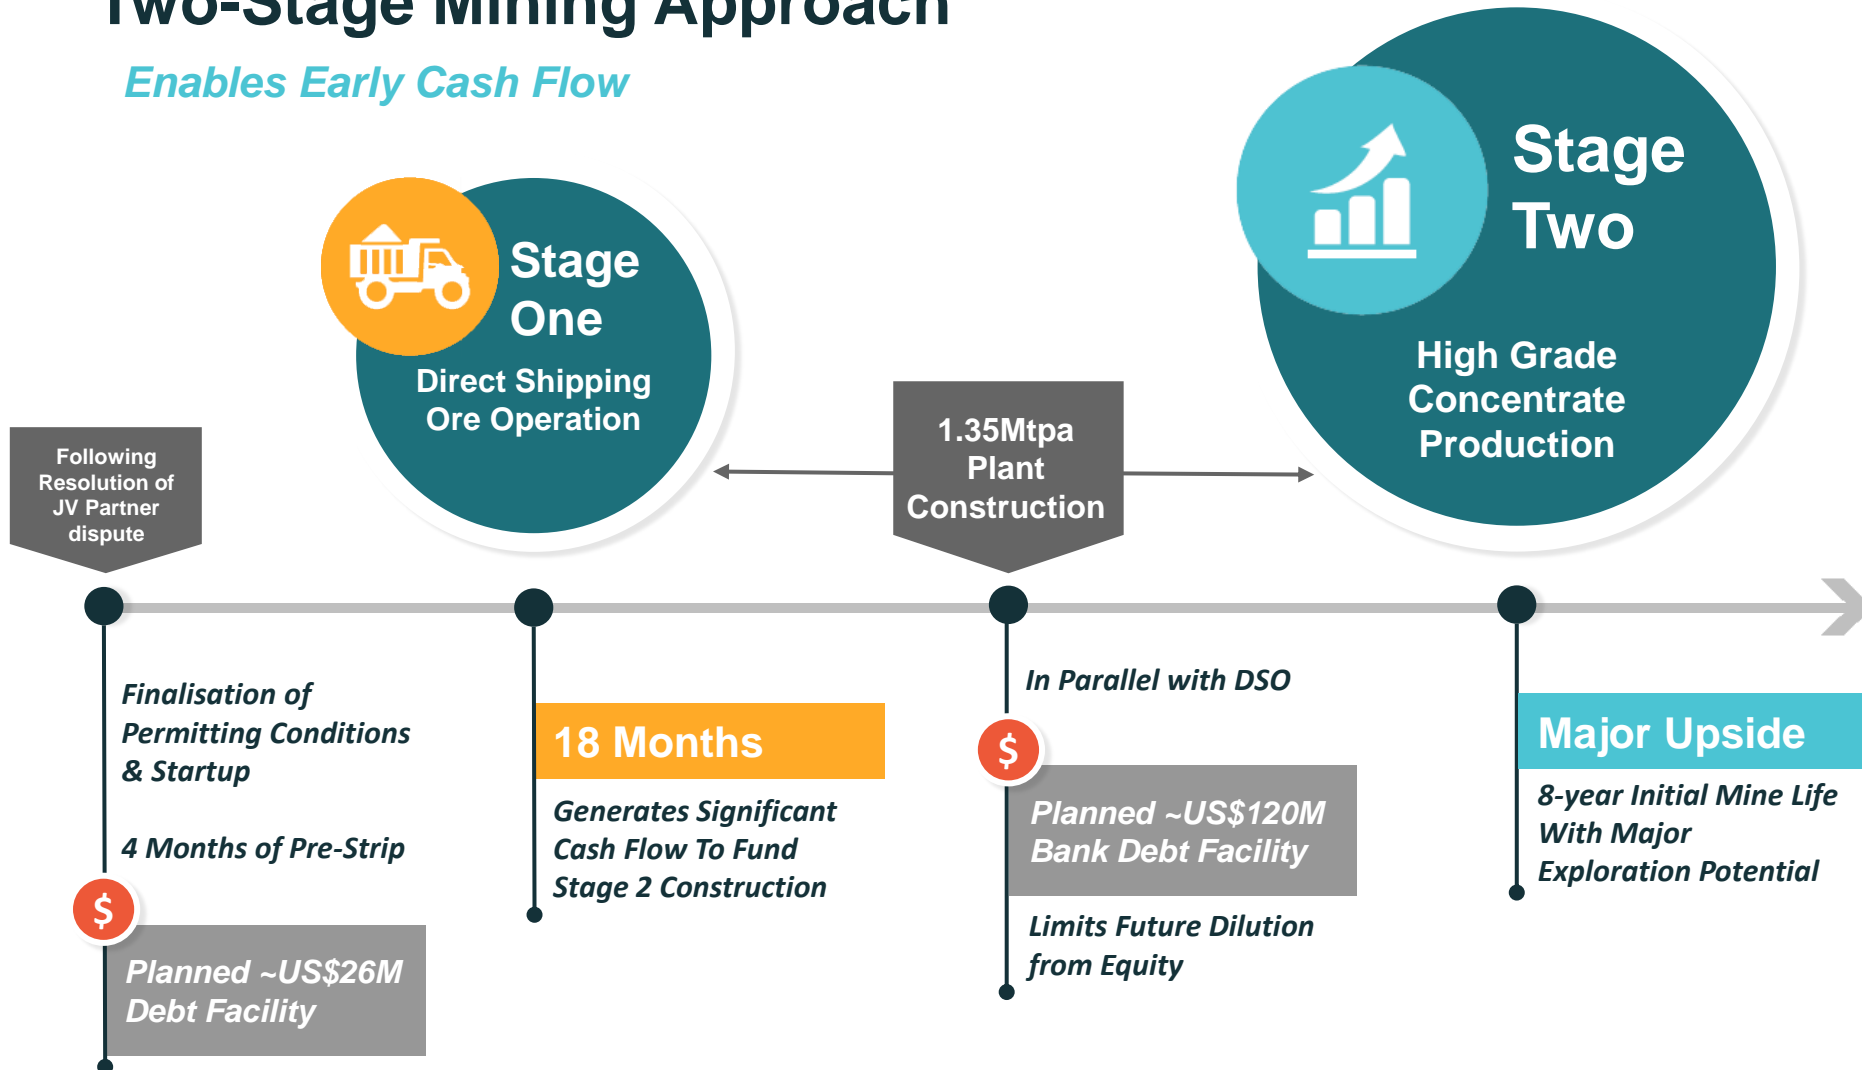 Two-Stage Mining Approach
Enables Early Cash Flow
Stage
One
Direct Shipping
Ore Operation
Stage
Two
High Grade
Concentrate
Production
Following
Resolution of
JV Partner
dispute
1.35Mtpa
Plant
Construction
Finalisation of
Permitting Conditions
& Startup
4 Months of Pre-Strip
$
Planned ~US$26M
Debt Facility
18 Months
Generates Significant
Cash Flow To Fund
Stage 2 Construction
In Parallel with DSO
$
Planned ~US$120M
Bank Debt Facility
Limits Future Dilution
from Equity
Major Upside
8-year Initial Mine Life
With Major
Exploration Potential